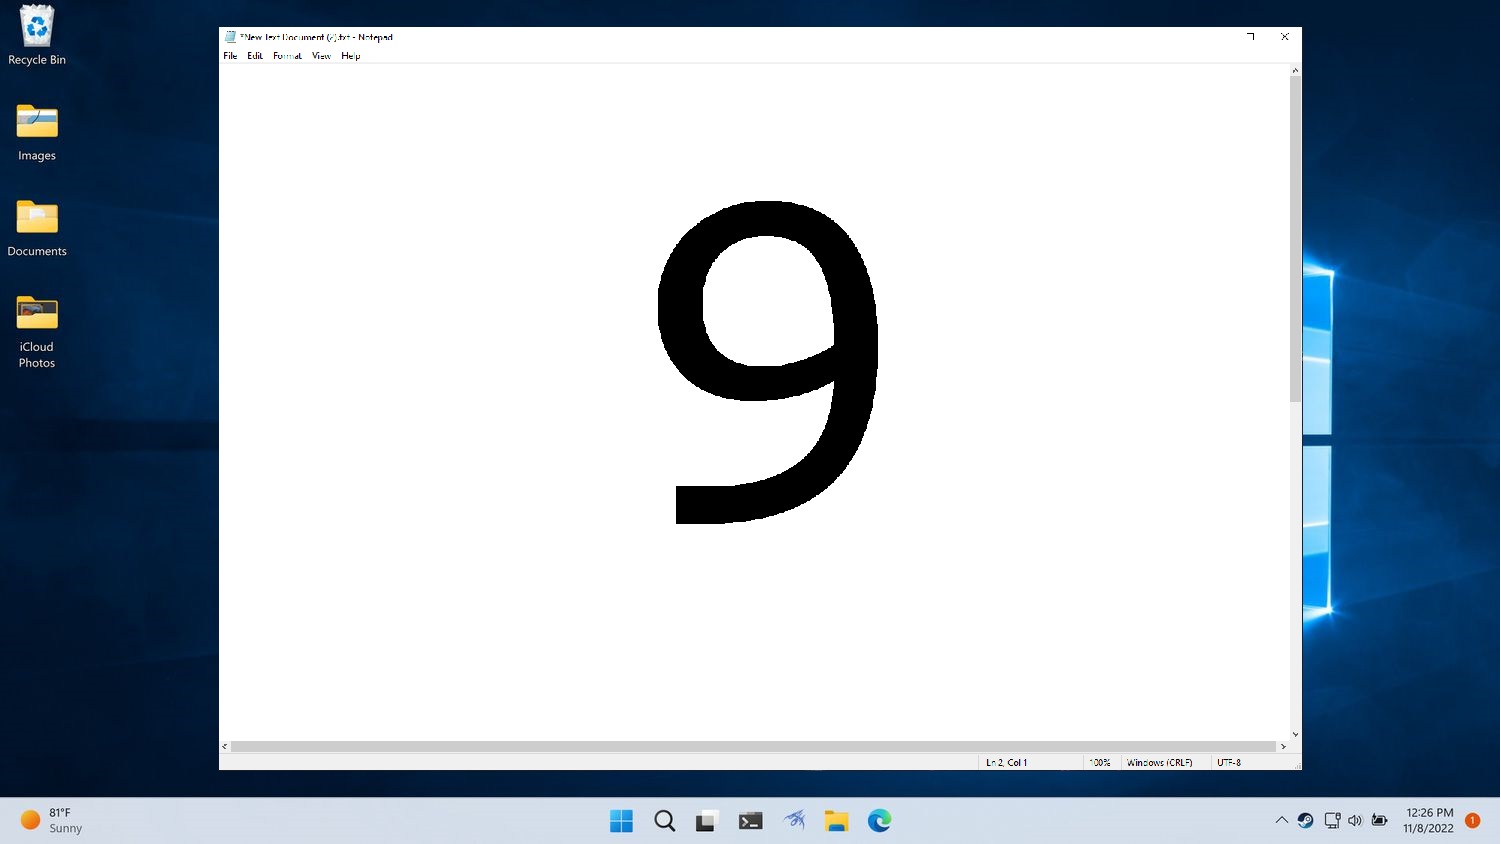 Recycle Bin
Images
Documents
iCloud
Photos
*New Text Document (2).txt - Notepad
File Edit Format View Help
9
Ln 2, Col 1 100% Windows (CRLF) UTF-8
81°F
Sunny
12:26 PM
11/8/2022
1